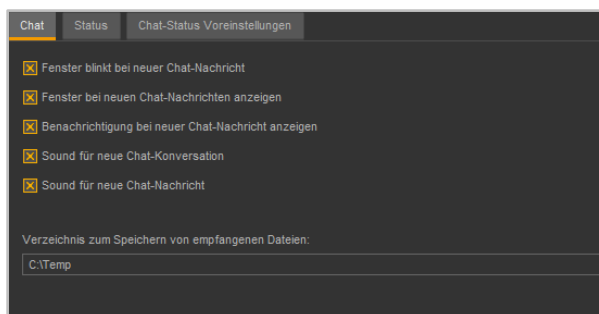 Chat Status Chat-Status Voreinstellungen
Fenster blinkt bei neuer Chat-Nachricht
Fenster bei neuen Chat-Nachrichten anzeigen
Benachrichtigung bei neuer Chat-Nachricht anzeigen
Sound für neue Chat-Konversation
Sound für neue Chat-Nachricht
Verzeichnis zum Speichern von empfangenen Dateien:
C:\Temp